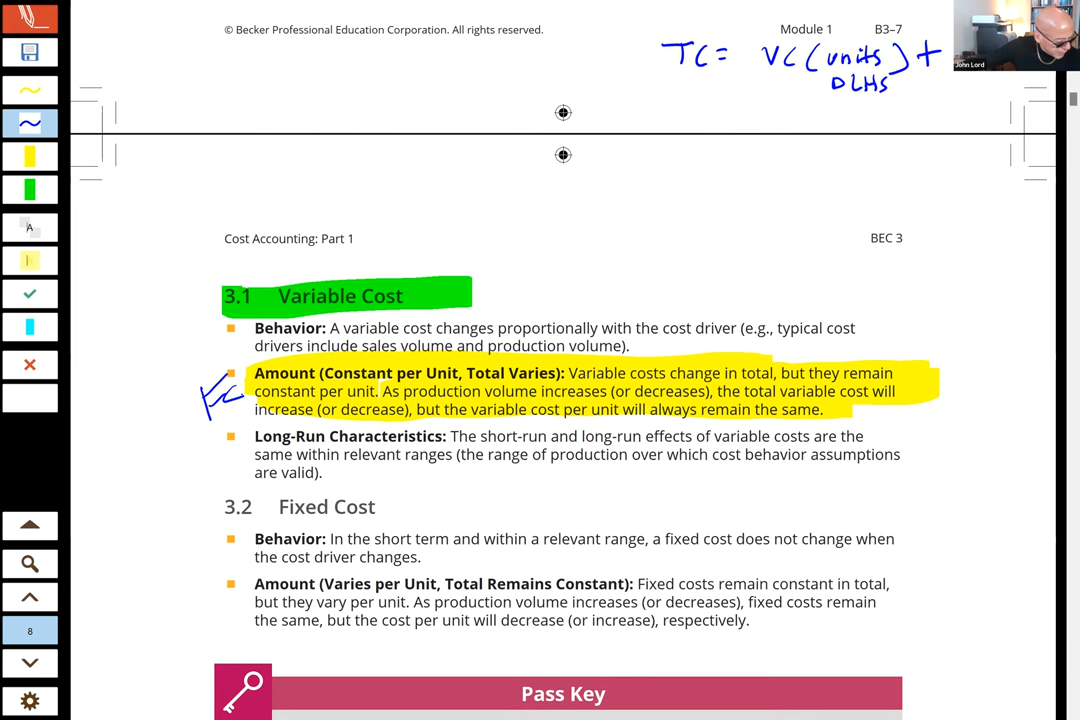 © Becker Professional Education Corporation. All rights reserved. Module 1 B3–7
TC = VC (units) +
DLHs
John Lord
Cost Accounting: Part 1 BEC 3
3.1 Variable Cost
Behavior: A variable cost changes proportionally with the cost driver (e.g., typical cost
drivers include sales volume and production volume).
Amount (Constant per Unit, Total Varies): Variable costs change in total, but they remain
constant per unit. As production volume increases (or decreases), the total variable cost will
increase (or decrease), but the variable cost per unit will always remain the same.
Long-Run Characteristics: The short-run and long-run effects of variable costs are the
same within relevant ranges (the range of production over which cost behavior assumptions
are valid).
3.2 Fixed Cost
Behavior: In the short term and within a relevant range, a fixed cost does not change when
the cost driver changes.
Amount (Varies per Unit, Total Remains Constant): Fixed costs remain constant in total,
but they vary per unit. As production volume increases (or decreases), fixed costs remain
the same, but the cost per unit will decrease (or increase), respectively.
8
Pass Key